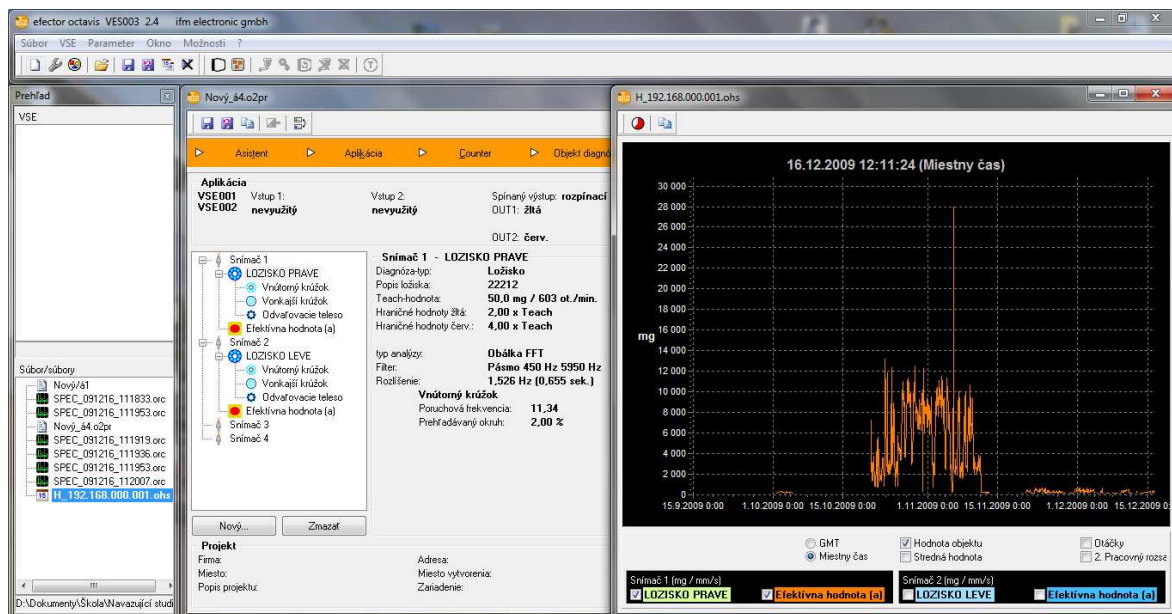 efector octavis VES003 2.4 ifm electronic gmbh
Súbor VSE Parameter Okno Možnosti ?
Prehľad
VSE
Súbor/súbory
Nový/á1
SPEC_091216_111833.orc
SPEC_091216_111953.orc
Nový_á4.o2pr
SPEC_091216_111919.orc
SPEC_091216_111936.orc
SPEC_091216_111953.orc
SPEC_091216_112007.orc
H_192.168.000.001.ohs
D:\Dokumenty\Škola\Navazující studi
Nový_á4.o2pr
Asistent Aplikácia Counter Objekt diagnó
Aplikácia
VSE001 Vstup 1: Vstup 2: Spínaný výstup: rozpínací
VSE002 nevyužitý nevyužitý OUT1: žltá
OUT2: červ.
Snímač 1
LOZISKO PRAVE
Vnútorný krúžok
Vonkajší krúžok
Odvaľovacie teleso
Efektívna hodnota (a)
Snímač 2
LOZISKO LEVE
Vnútorný krúžok
Vonkajší krúžok
Odvaľovacie teleso
Efektívna hodnota (a)
Snímač 3
Snímač 4
Snímač 1 - LOZISKO PRAVE
Diagnóza-typ: Ložisko
Popis ložiska: 22212
Teach-hodnota: 50,0 mg / 603 ot./min.
Hraničné hodnoty žltá: 2,00 x Teach
Hraničné hodnoty červ.: 4,00 x Teach
typ analýzy: Obálka FFT
Filter: Pásmo 450 Hz 5950 Hz
Rozlíšenie: 1,526 Hz (0,655 sek.)
Vnútorný krúžok
Poruchová frekvencia: 11,34
Prehľadávaný okruh: 2,00 %
Nový... Zmazať
Projekt
Firma: Adresa:
Miesto: Miesto vytvorenia:
Popis projektu: Zariadenie:
H_192.168.000.001.ohs
16.12.2009 12:11:24 (Miestny čas)
30 000
28 000
26 000
24 000
22 000
20 000
18 000
16 000
mg
14 000
12 000
10 000
8 000
6 000
4 000
2 000
0
15.9.2009 0:00 1.10.2009 0:00 15.10.2009 0:00 1.11.2009 0:00 15.11.2009 0:00 1.12.2009 0:00 15.12.2009 0:
GMT Hodnota objektu Otáčky
Miestny čas Stredná hodnota 2. Pracovný rozsa
Snímač 1 (mg / mm/s) Snímač 2 (mg / mm/s)
LOZISKO PRAVE Efektívna hodnota (a) LOZISKO LEVE Efektívna hodnota (a)